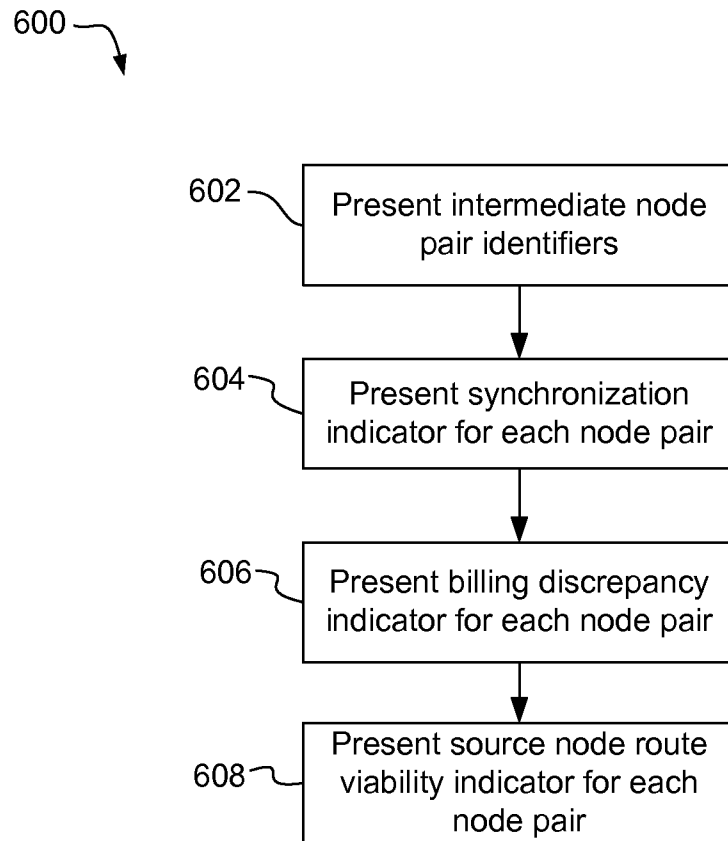 600
602
Present intermediate node
pair identifiers
604
Present synchronization
indicator for each node pair
606
Present billing discrepancy
indicator for each node pair
608
Present source node route
viability indicator for each
node pair